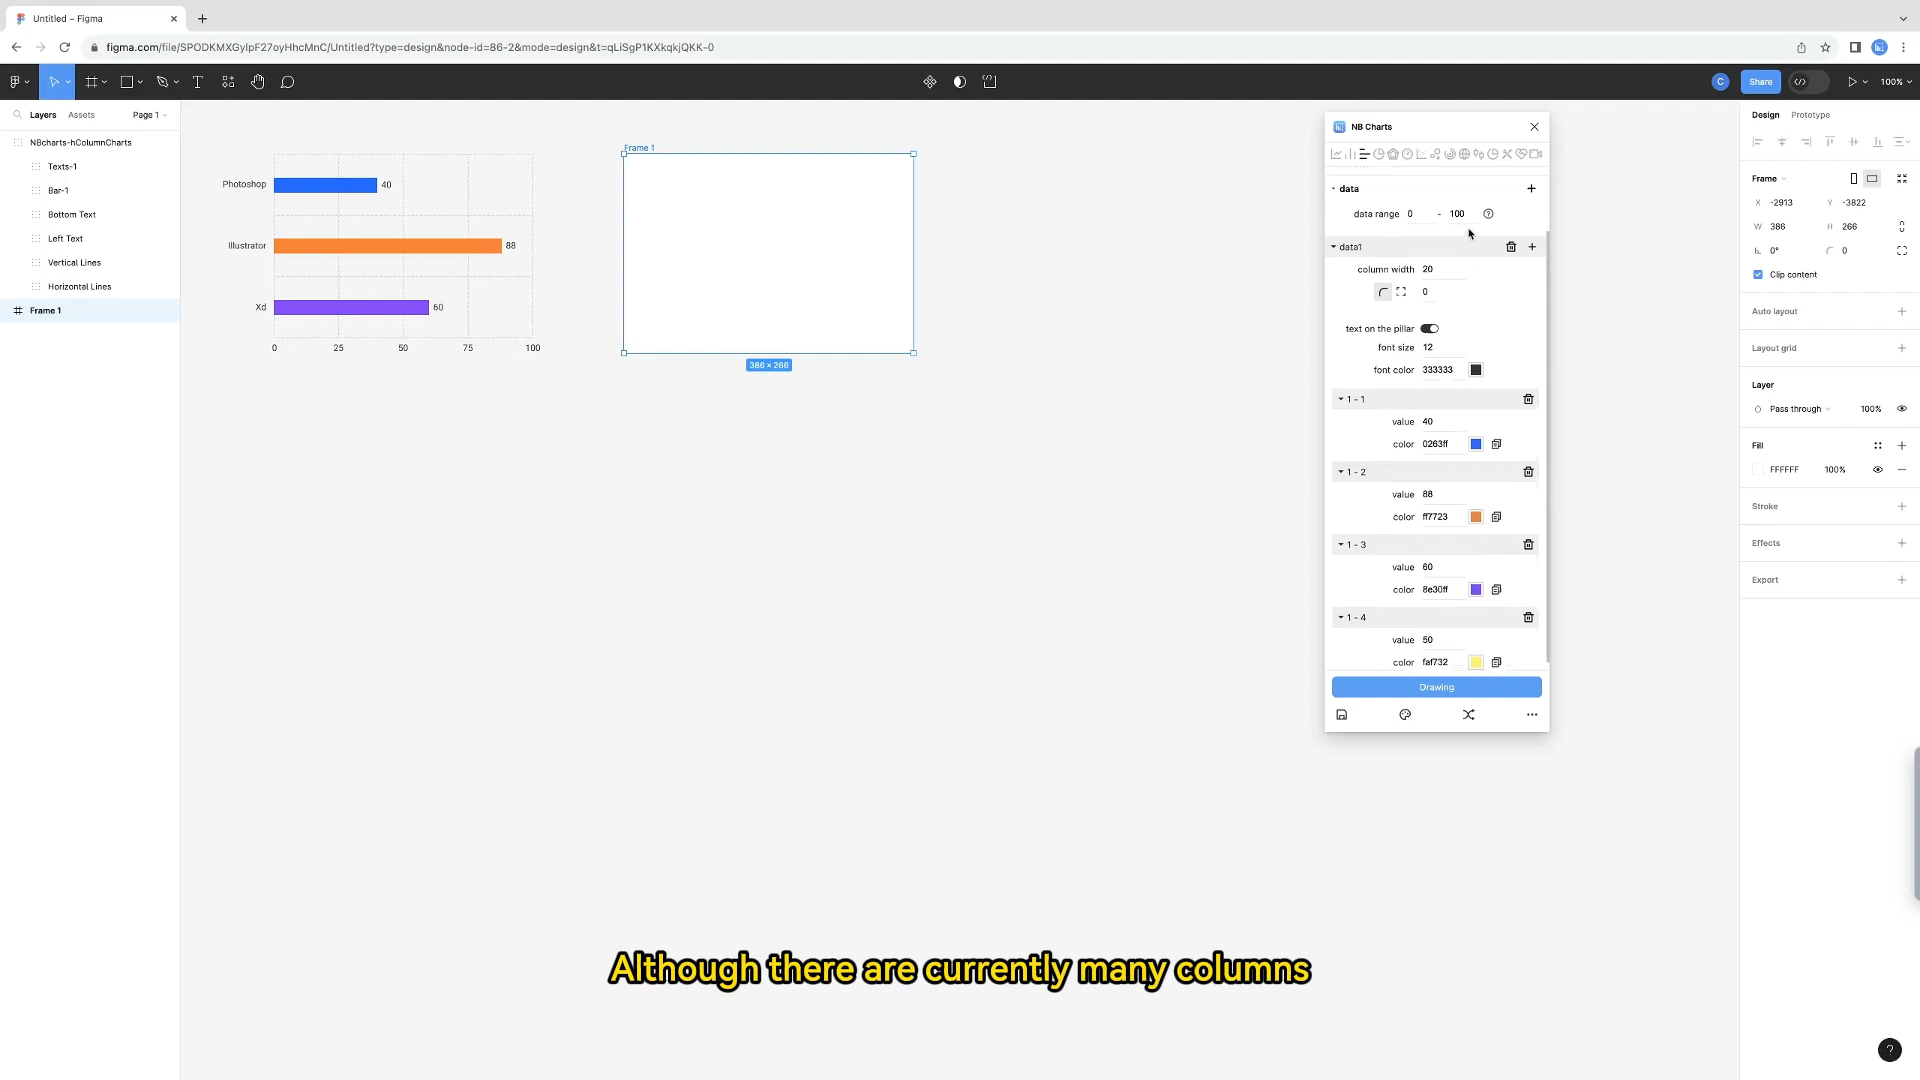 Untitled – Figma
figma.com/file/SPODKMXGylpF27oyHhcMnC/Untitled?type=design&node-id=86-2&mode=design&t=qLiSgP1KXkqkjQKK-0
C
Share
100%
Layers
Assets
Page 1
NBcharts-hColumnCharts
Texts-1
Bar-1
Bottom Text
Left Text
Vertical Lines
Horizontal Lines
Frame 1
Photoshop
40
Illustrator
88
Xd
60
0
25
50
75
100
Frame 1
386 × 266
NB Charts
data
data range 0 - 100
data1
column width 20
0
text on the pillar
font size 12
font color 333333
1 - 1
value 40
color 0263ff
1 - 2
value 88
color ff7723
1 - 3
value 60
color 8e30ff
1 - 4
value 50
color faf732
Drawing
Design
Prototype
Frame
X -2913 Y -3822
W 386 H 266
0° 0
Clip content
Auto layout
Layout grid
Layer
Pass through 100%
Fill
FFFFFF 100%
Stroke
Effects
Export
Although there are currently many columns
?